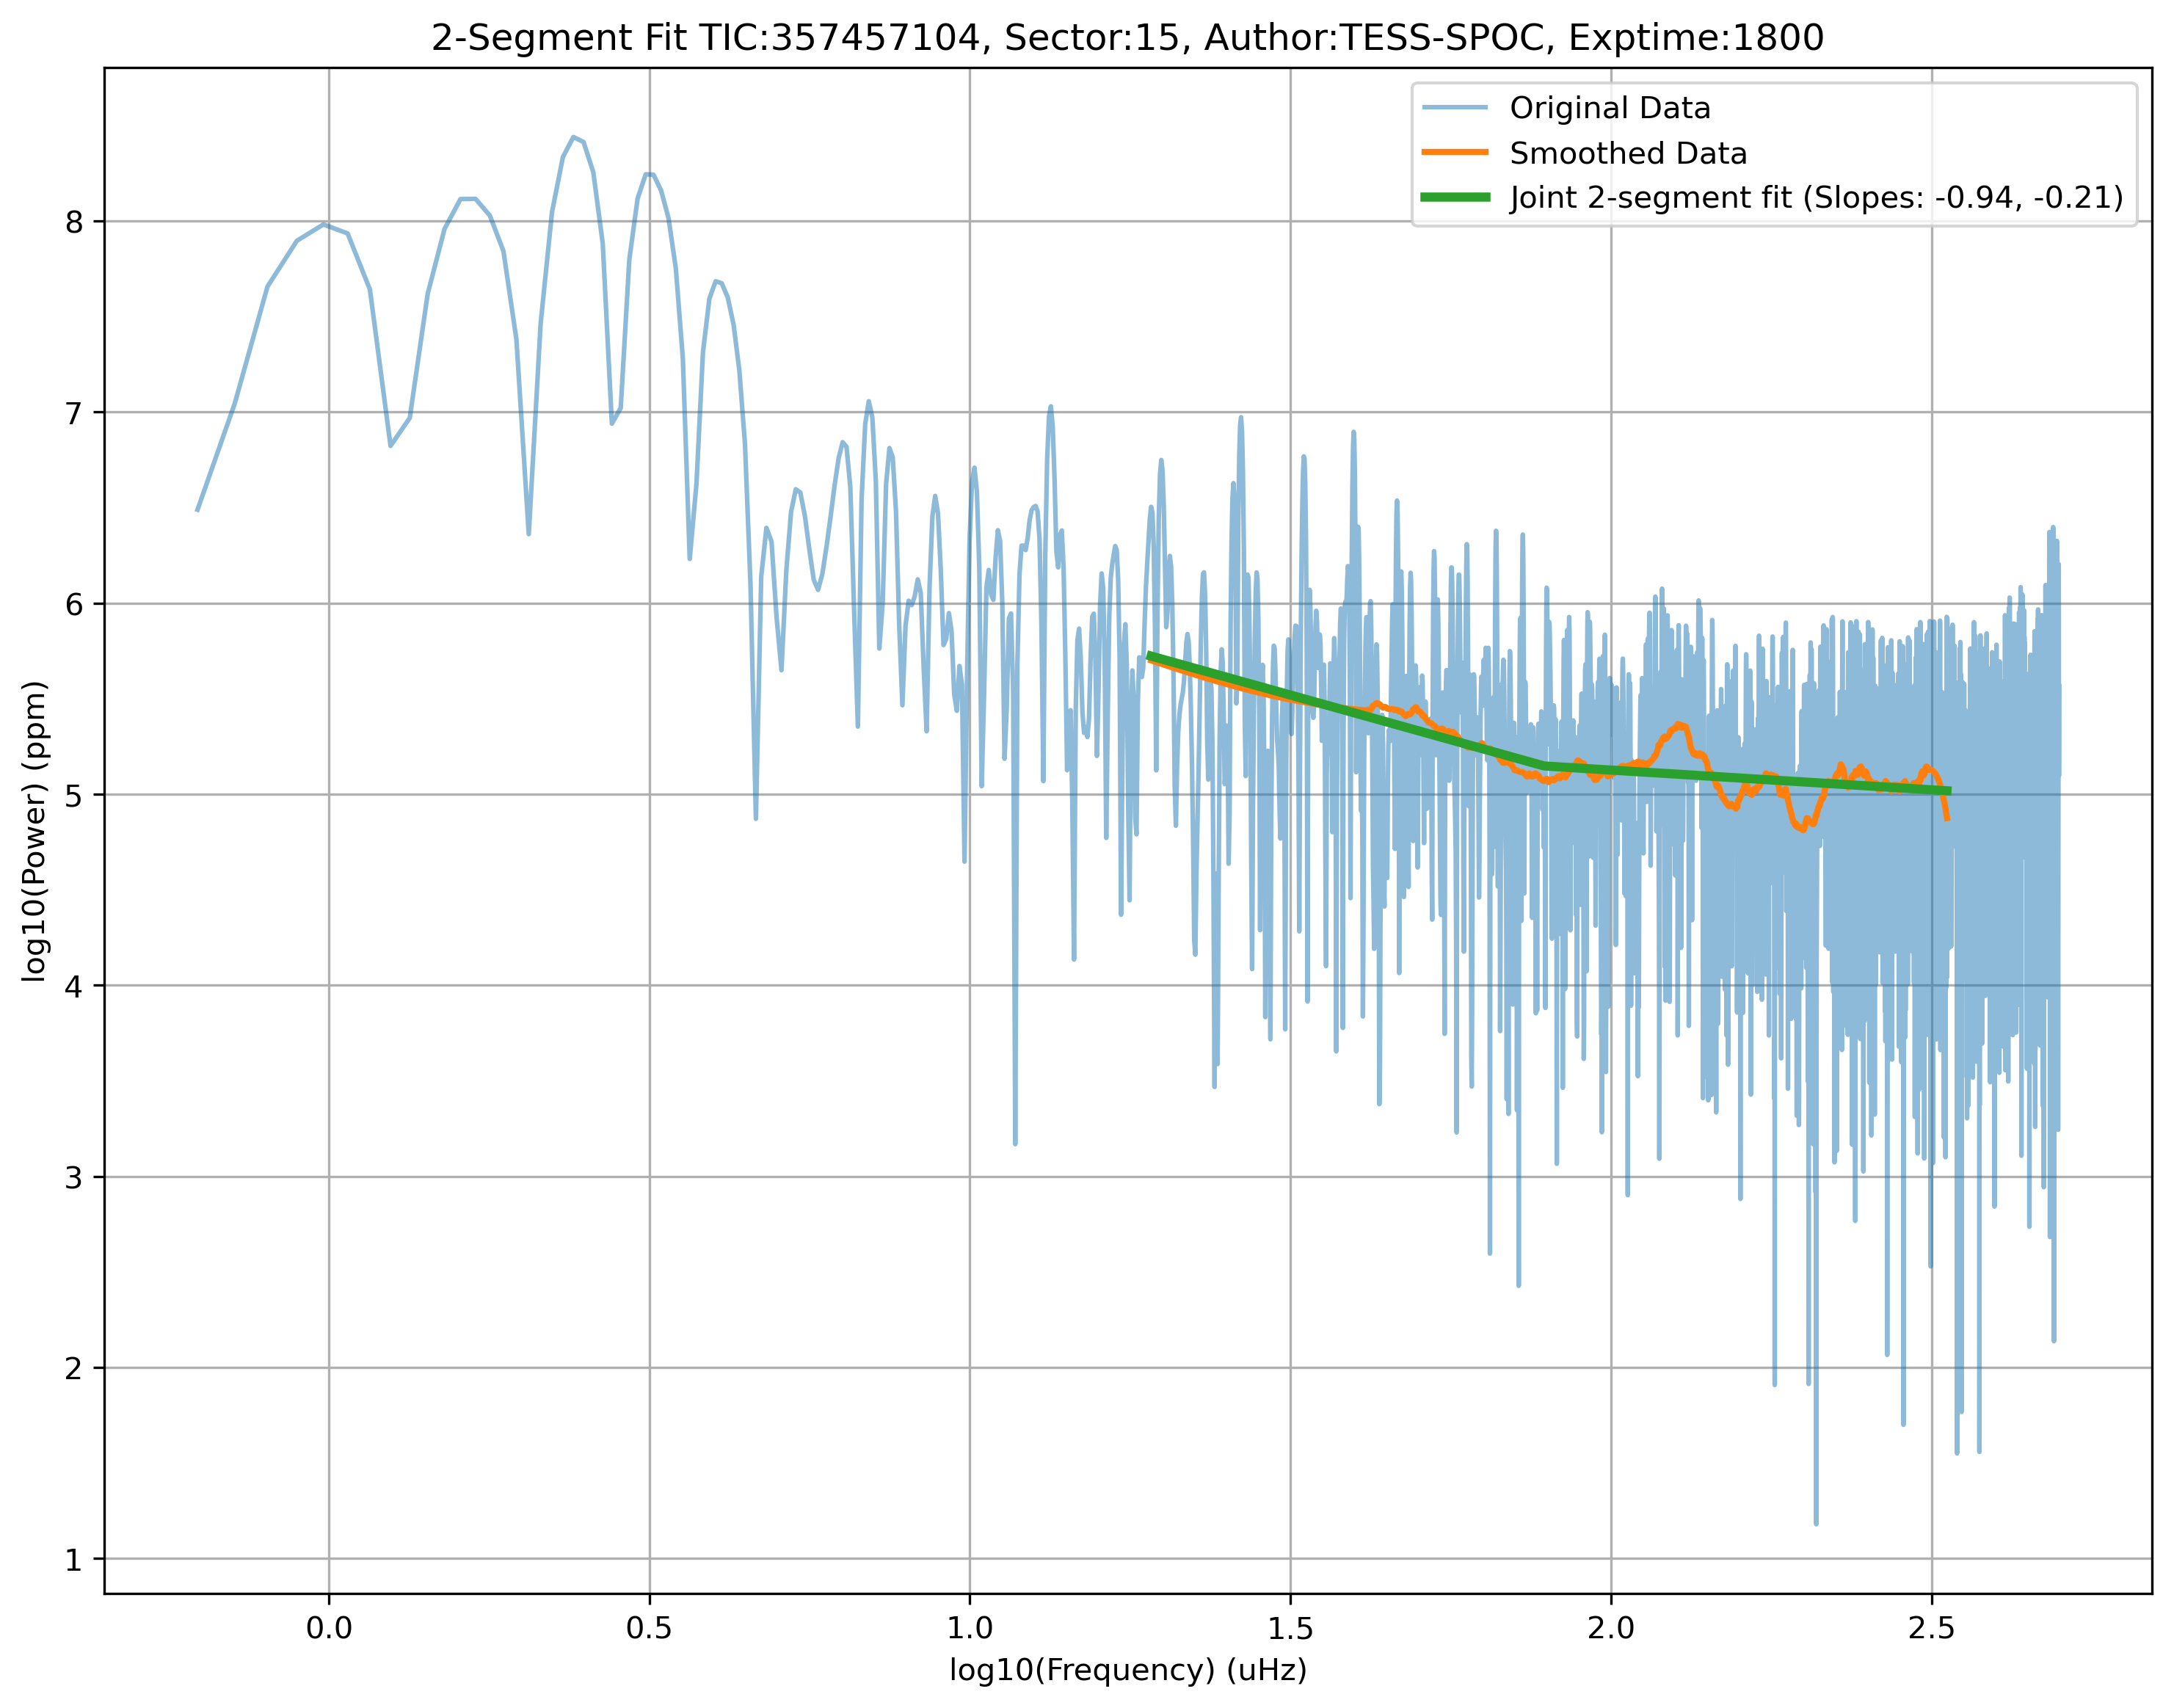 2-Segment Fit TIC:357457104, Sector:15, Author:TESS-SPOC, Exptime:1800
Original Data
Smoothed Data
Joint 2-segment fit (Slopes: -0.94, -0.21)
log10(Power) (ppm)
8
7
6
5
4
3
2
1
0.0 0.5 1.0 1.5 2.0 2.5
log10(Frequency) (uHz)